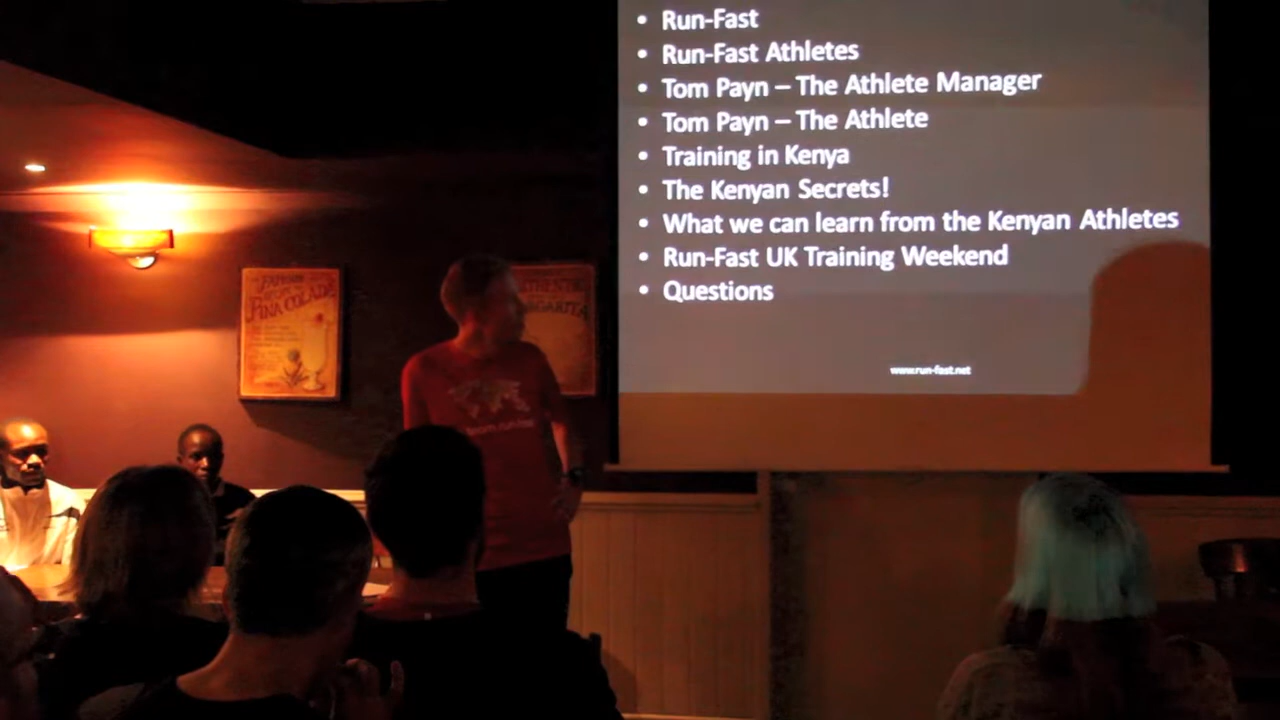 • Run-Fast
• Run-Fast Athletes
• Tom Payn – The Athlete Manager
• Tom Payn – The Athlete
• Training in Kenya
• The Kenyan Secrets!
• What we can learn from the Kenyan Athletes
• Run-Fast UK Training Weekend
• Questions
www.run-fast.net
PINA COLADA